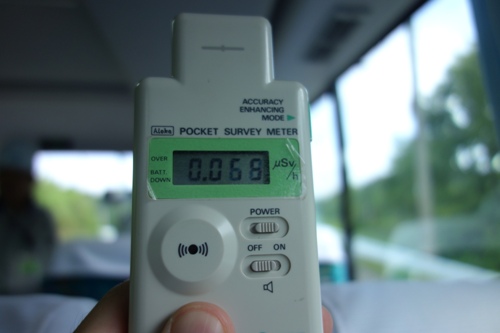 ACCURACY
ENHANCING
MODE
Aloka POCKET SURVEY METER
OVER
BATT.
DOWN
0.068
μSv
/h
POWER
OFF ON